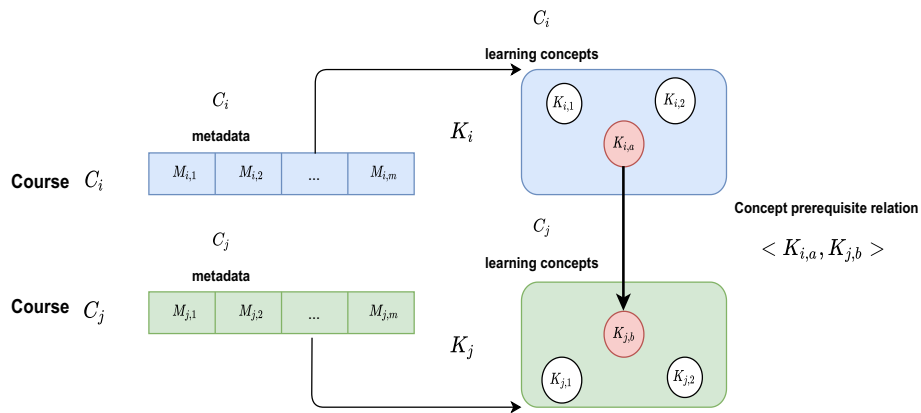 C_i
learning concepts
K_{i,1}
K_{i,2}
C_i
metadata
K_i
K_{i,a}
Course C_i
M_{i,1} M_{i,2} ... M_{i,m}
Concept prerequisite relation
< K_{i,a}, K_{j,b} >
C_j
learning concepts
C_j
metadata
Course C_j
M_{j,1} M_{j,2} ... M_{j,m}
K_j
K_{j,b}
K_{j,1}
K_{j,2}